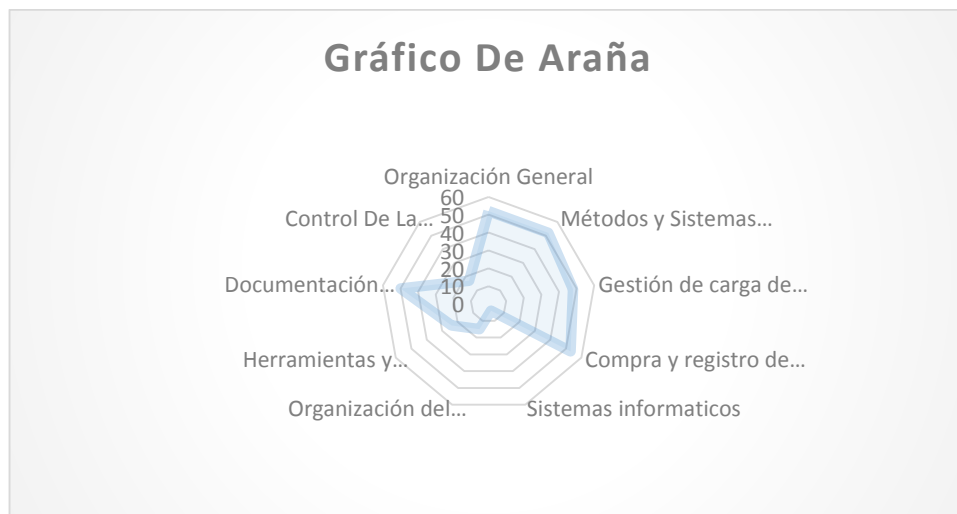 Gráfico De Araña
Organización General
Métodos y Sistemas...
Gestión de carga de...
Compra y registro de...
Sistemas informaticos
Organización del...
Herramientas y...
Documentación...
Control De La...
60
50
40
30
20
10
0